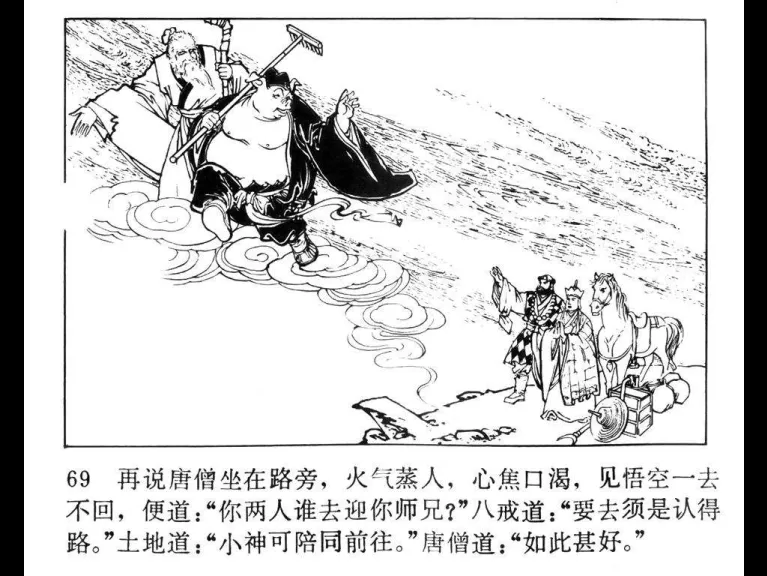 69 再说唐僧坐在路旁，火气蒸人，心焦口渴，见悟空一去
不回，便道：“你两人谁去迎你师兄？”八戒道：“要去须是认得
路。”土地道：“小神可陪同前往。”唐僧道：“如此甚好。”